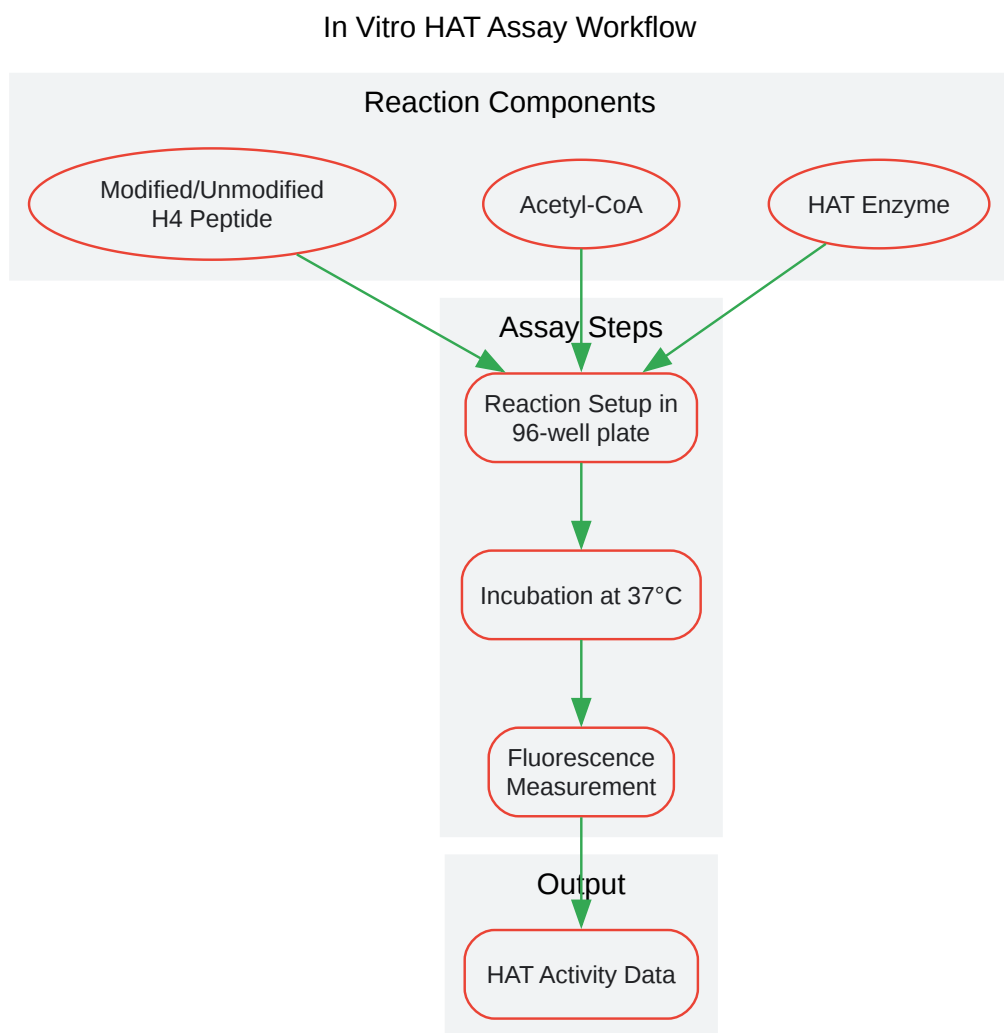 In Vitro HAT Assay Workflow
Reaction Components
Modified/Unmodified
H4 Peptide
Acetyl-CoA
HAT Enzyme
Assay Steps
Reaction Setup in
96-well plate
Incubation at 37°C
Fluorescence
Measurement
Output
HAT Activity Data